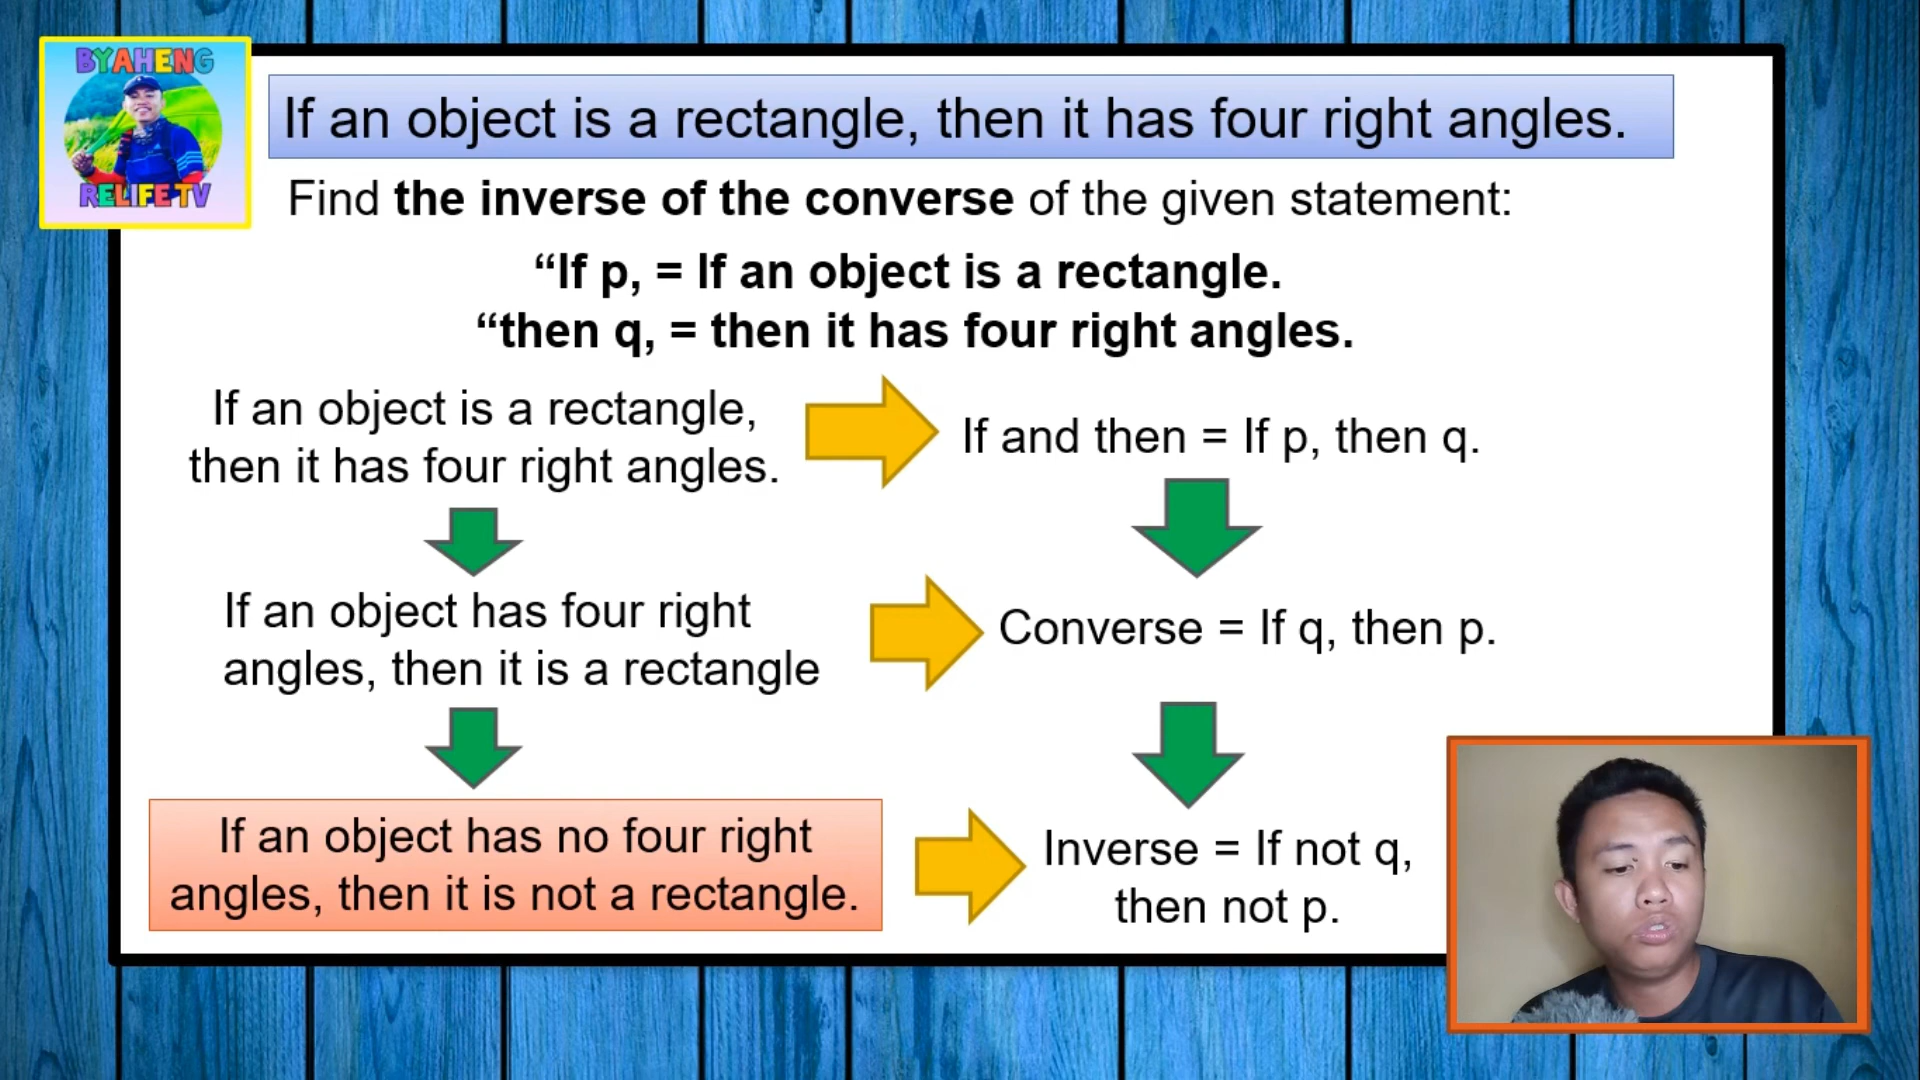 BYAHENG
RELIFE TV
If an object is a rectangle, then it has four right angles.
Find the inverse of the converse of the given statement:
“If p, = If an object is a rectangle.
“then q, = then it has four right angles.
If an object is a rectangle,
then it has four right angles.
If and then = If p, then q.
If an object has four right
angles, then it is a rectangle
Converse = If q, then p.
If an object has no four right
angles, then it is not a rectangle.
Inverse = If not q,
then not p.